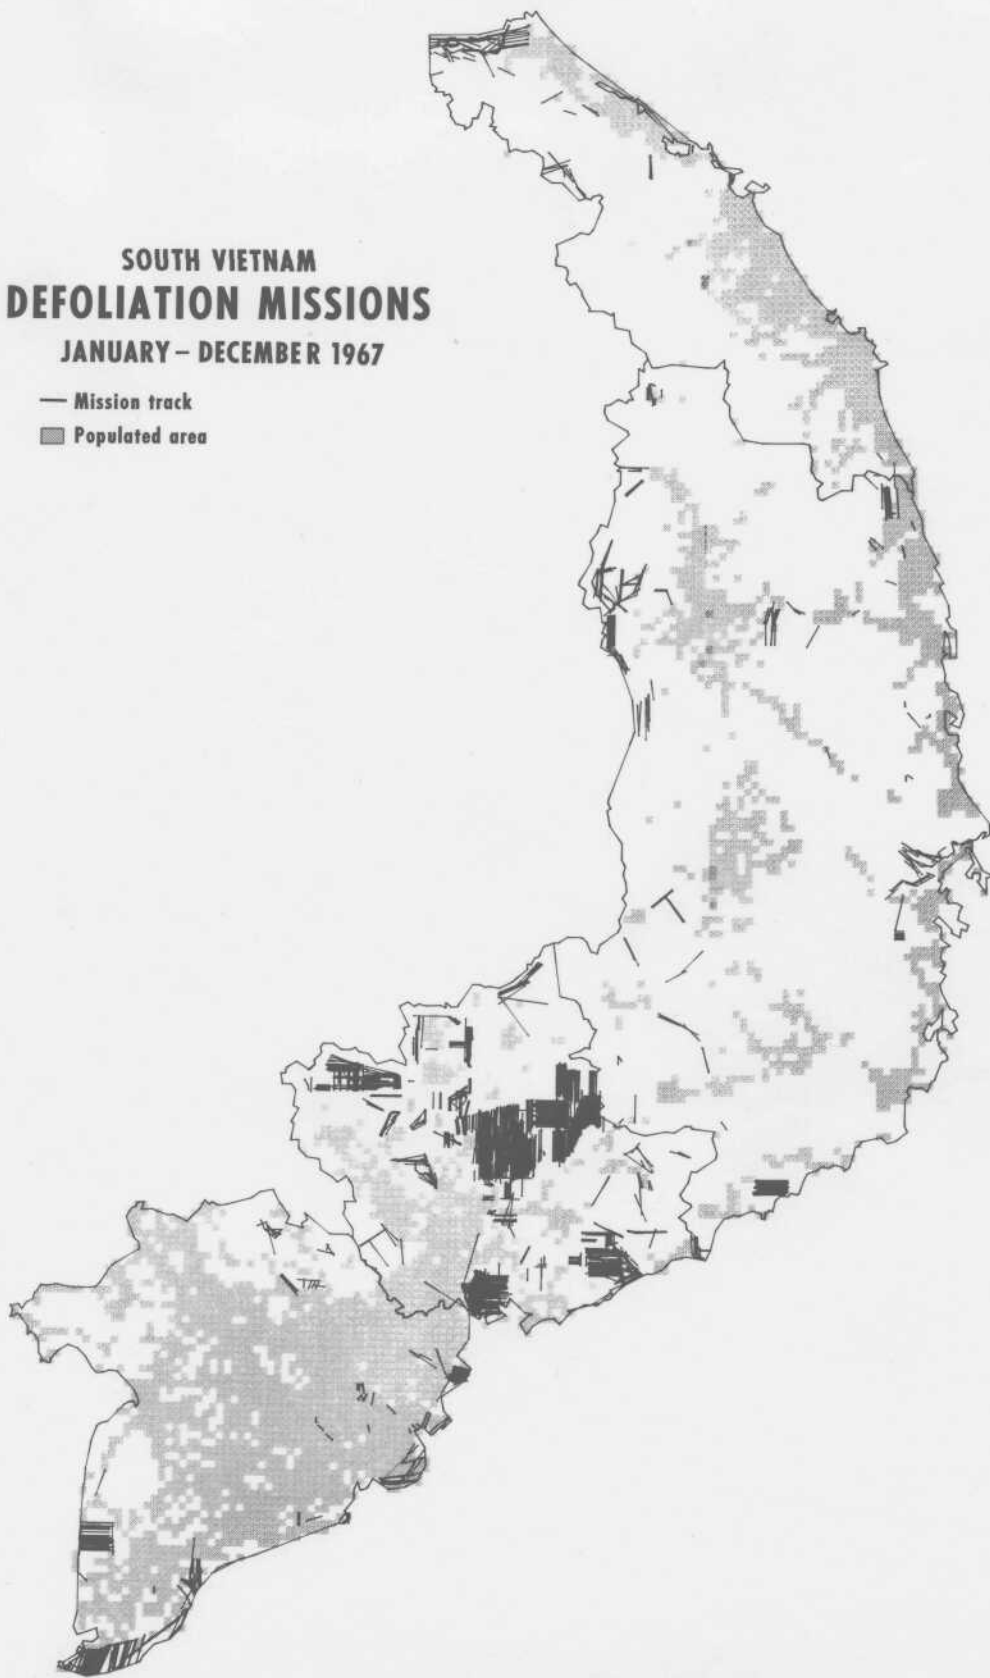 SOUTH VIETNAM
DEFOLIATION MISSIONS
JANUARY – DECEMBER 1967
Mission track
Populated area